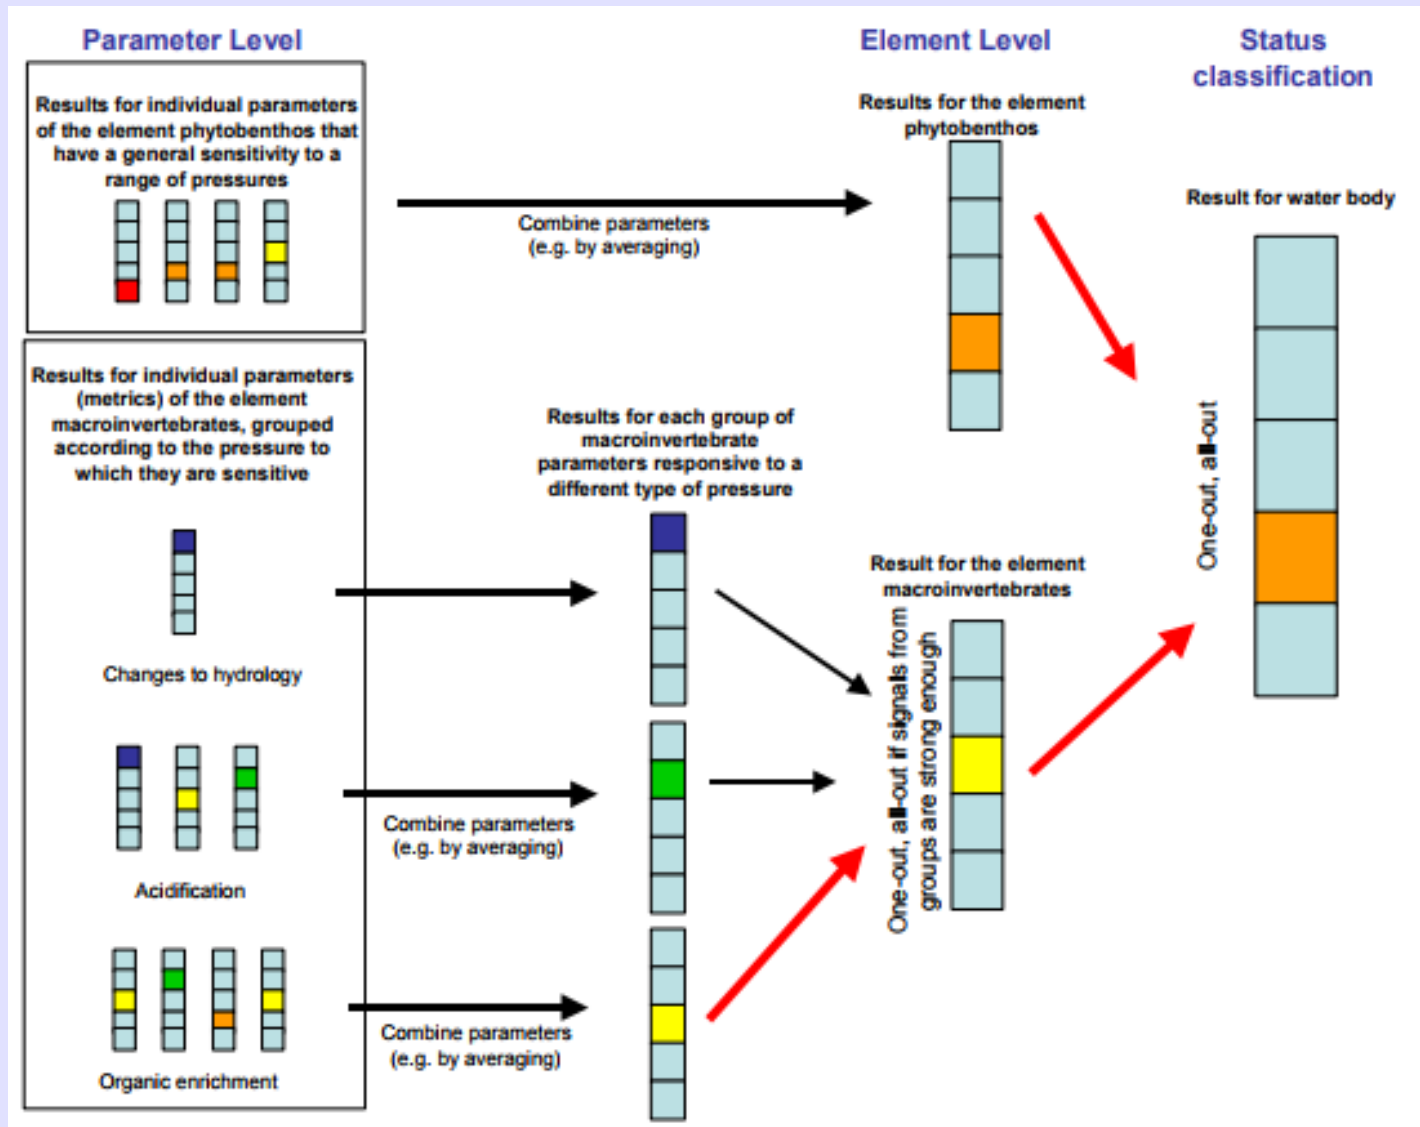 Parameter Level
Element Level
Status
classification
Results for individual parameters
of the element phytobenthos that
have a general sensitivity to a
range of pressures
Combine parameters
(e.g. by averaging)
Results for the element
phytobenthos
Result for water body
One-out, all-out
Results for individual parameters
(metrics) of the element
macroinvertebrates, grouped
according to the pressure to
which they are sensitive
Results for each group of
macroinvertebrate
parameters responsive to a
different type of pressure
Result for the element
macroinvertebrates
One-out, all-out if signals from
groups are strong enough
Changes to hydrology
Combine parameters
(e.g. by averaging)
Acidification
Combine parameters
(e.g. by averaging)
Organic enrichment